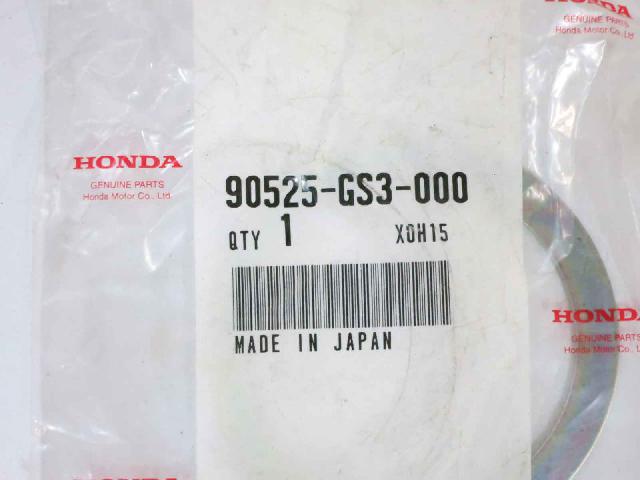 HONDA
GENUINE PARTS
Honda Motor Co., Ltd.
HONDA
GENUINE PARTS
Honda Motor Co., Ltd.
90525-GS3-000
QTY 1 X0H15
MADE IN JAPAN
HONDA
GENUINE PARTS
Honda Motor Co., Ltd.
HONDA